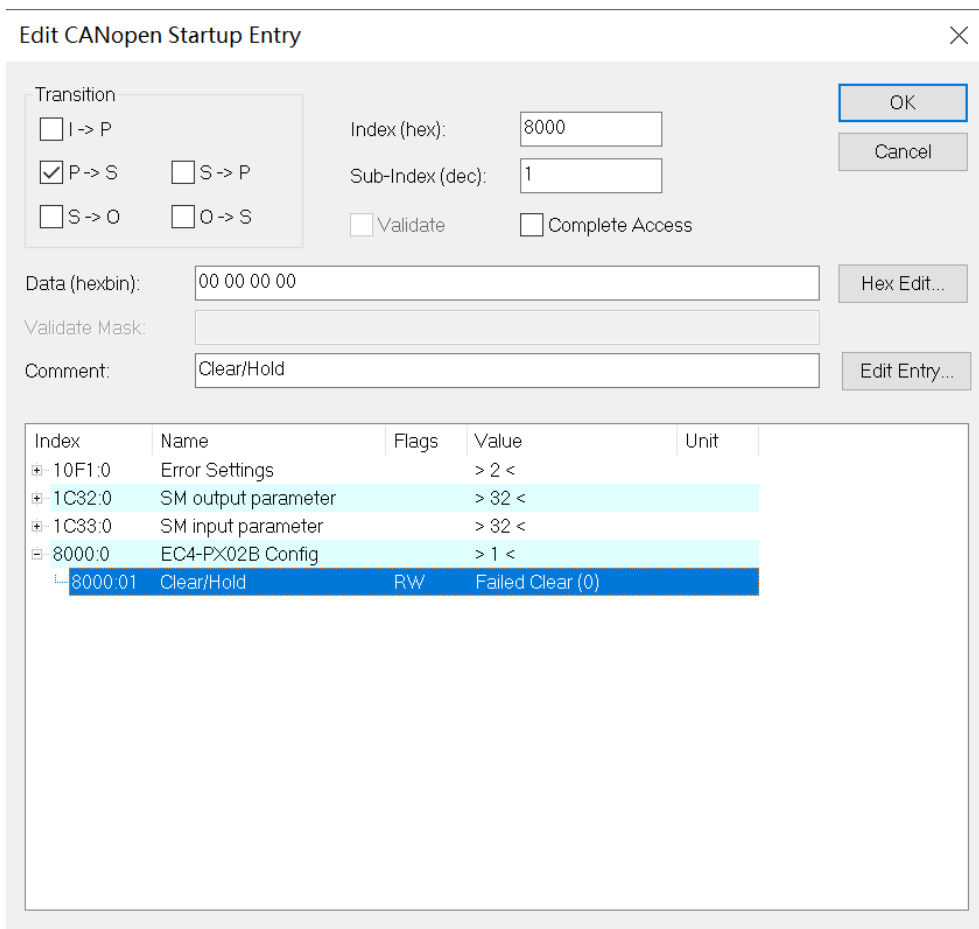 Edit CANopen Startup Entry
Transition
I -> P
P -> S
S -> P
S -> O
O -> S
Index (hex):
8000
Sub-Index (dec):
1
Validate
Complete Access
OK
Cancel
Data (hexbin):
00 00 00 00
Hex Edit...
Validate Mask:
Comment:
Clear/Hold
Edit Entry...
Index Name Flags Value Unit
10F1:0 Error Settings > 2 <
1C32:0 SM output parameter > 32 <
1C33:0 SM input parameter > 32 <
8000:0 EC4-PX02B Config > 1 <
8000:01 Clear/Hold RW Failed Clear (0)